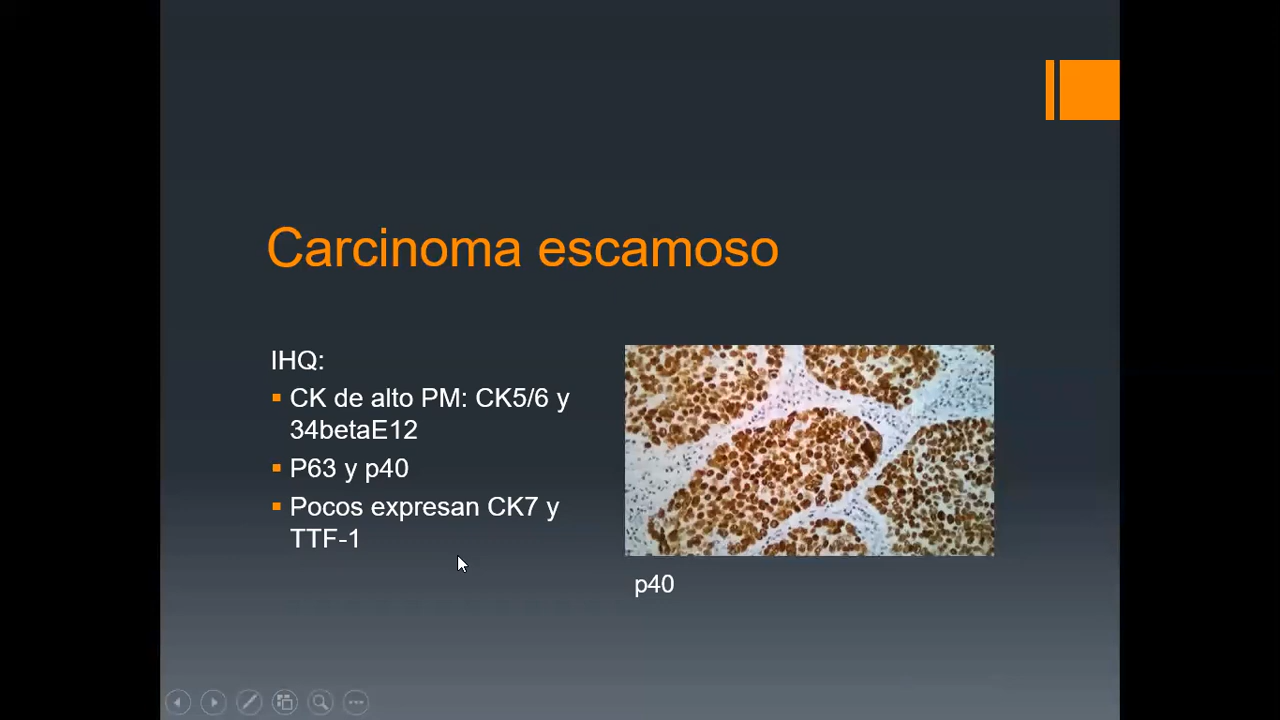 Carcinoma escamoso
IHQ:
CK de alto PM: CK5/6 y
34betaE12
P63 y p40
Pocos expresan CK7 y
TTF-1
p40